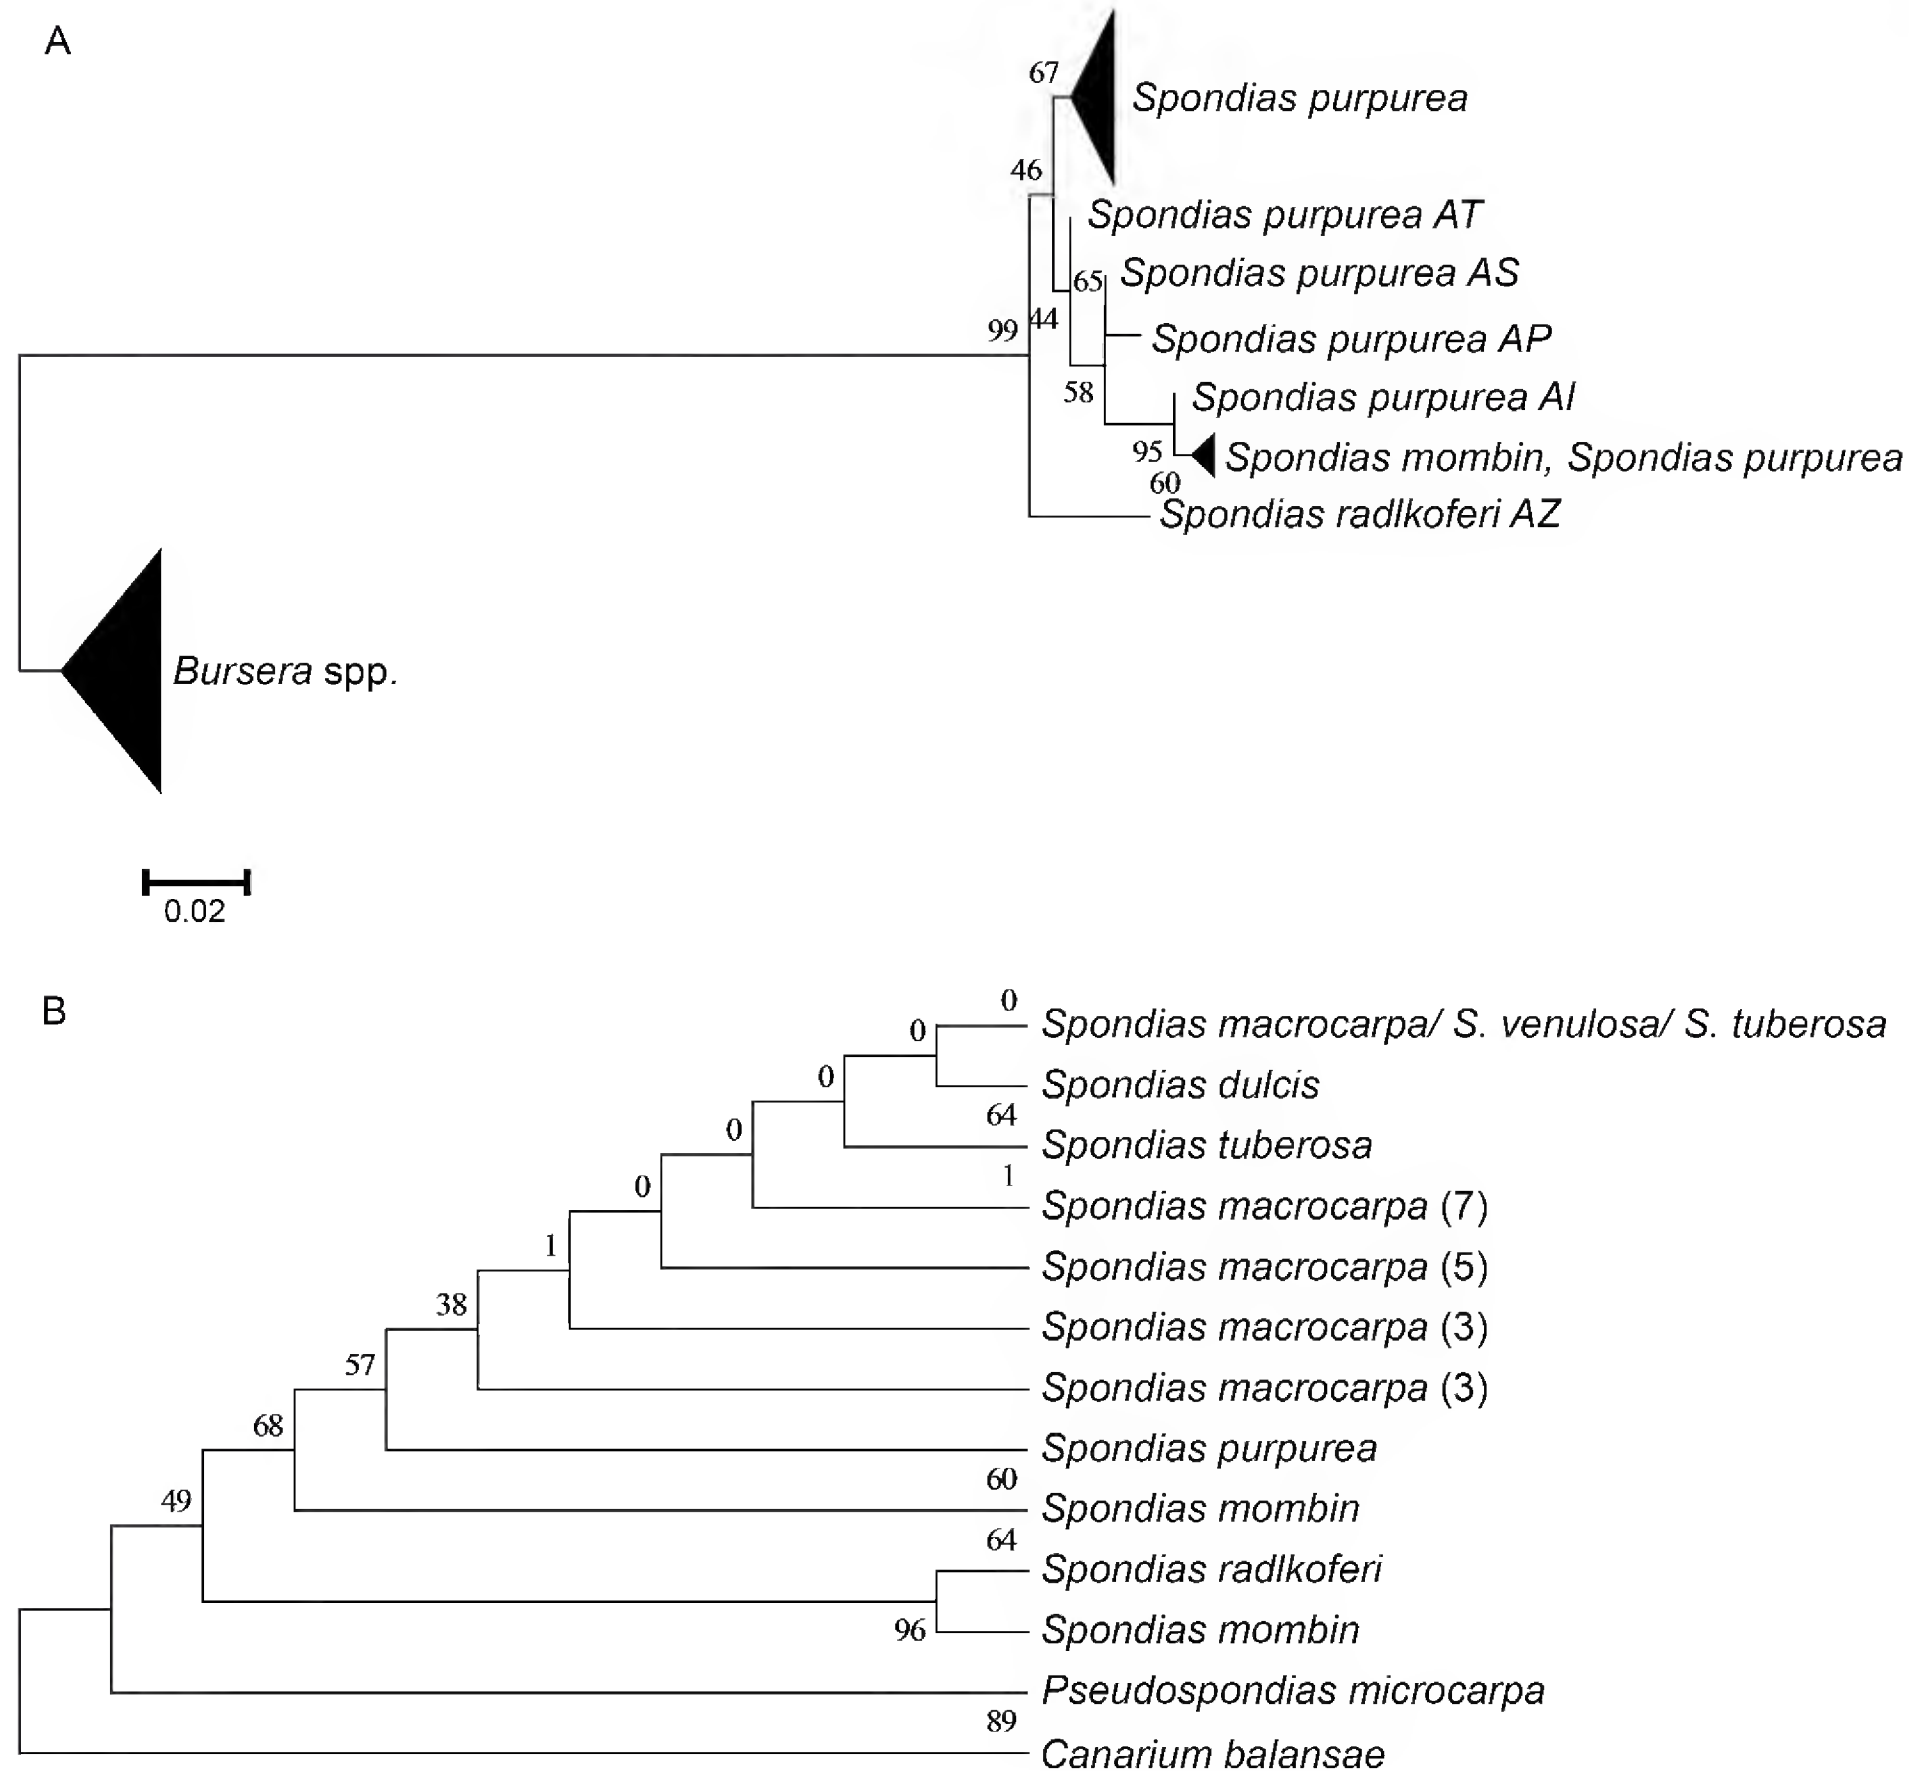 A
67
Spondias purpurea
46
Spondias purpurea AT
65 Spondias purpurea AS
99 44
Spondias purpurea AP
58
Spondias purpurea AI
95
Spondias mombin, Spondias purpurea
60
Spondias radlkoferi AZ
Bursera spp.
0.02
B
0
Spondias macrocarpa/ S. venulosa/ S. tuberosa
0
0
Spondias dulcis
64
0
Spondias tuberosa
1
0
Spondias macrocarpa (7)
1
Spondias macrocarpa (5)
38
Spondias macrocarpa (3)
57
Spondias macrocarpa (3)
68
Spondias purpurea
60
49
Spondias mombin
64
Spondias radlkoferi
96
Spondias mombin
Pseudospondias microcarpa
89
Canarium balansae